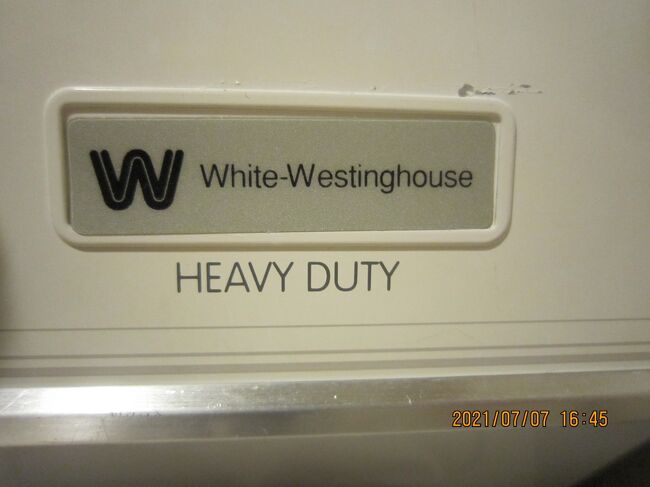 W White-Westinghouse
HEAVY DUTY
2021/07/07 16:45